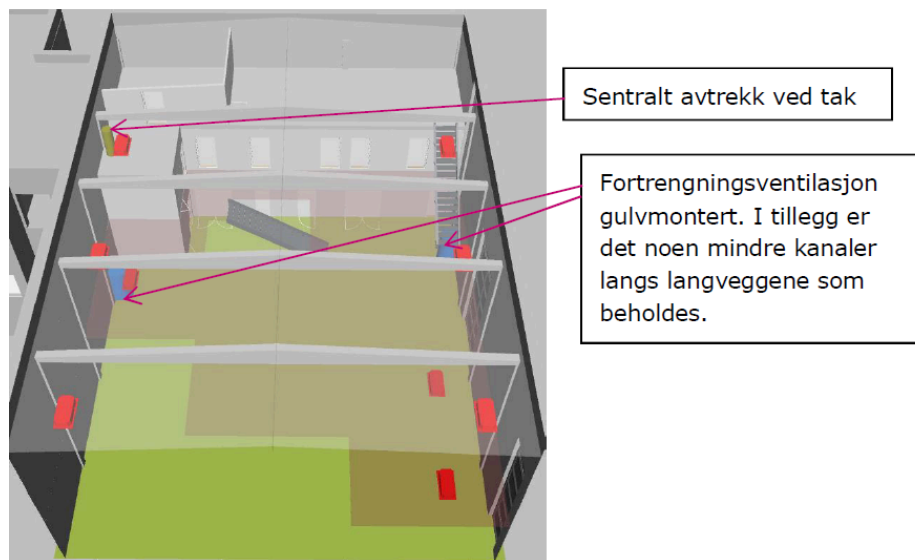 Sentralt avtrekk ved tak
Fortrengningsventilasjon
gulvmontert. I tillegg er
det noen mindre kanaler
langs langveggene som
beholdes.